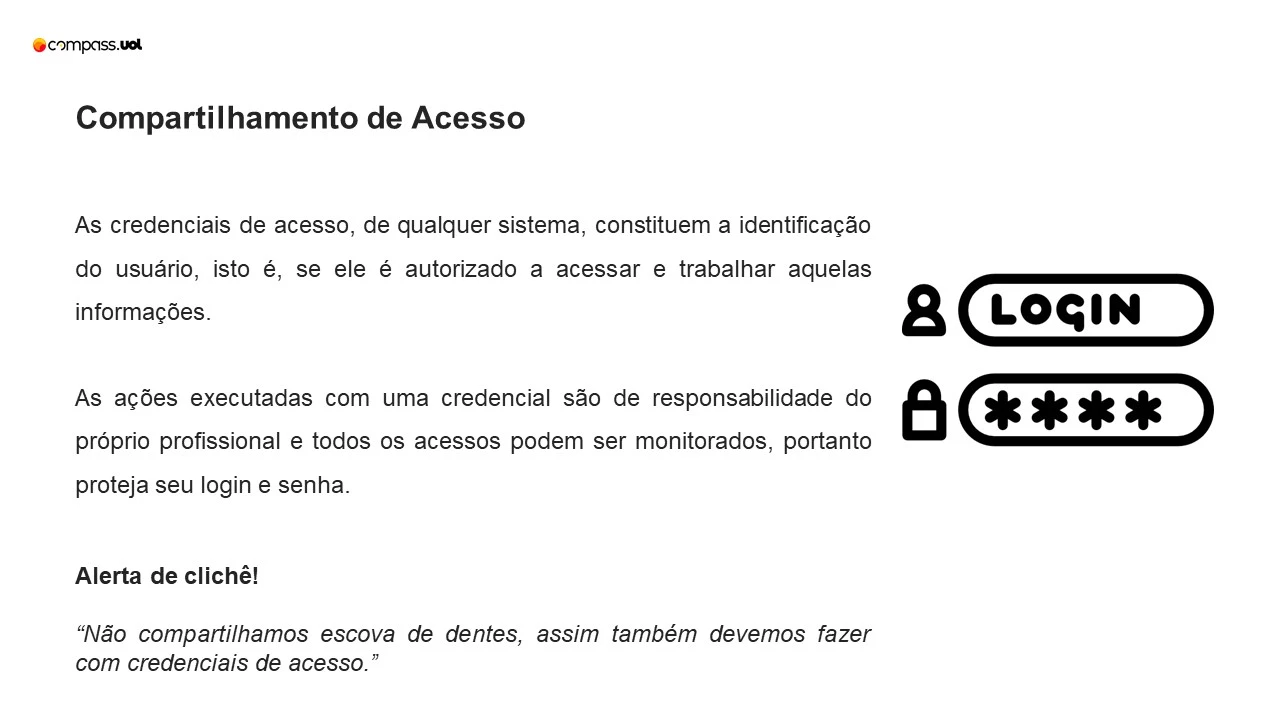 compass.uol
Compartilhamento de Acesso
As credenciais de acesso, de qualquer sistema, constituem a identificação
do usuário, isto é, se ele é autorizado a acessar e trabalhar aquelas
informações.
LOGIN
As ações executadas com uma credencial são de responsabilidade do
próprio profissional e todos os acessos podem ser monitorados, portanto
proteja seu login e senha.
****
Alerta de clichê!
“Não compartilhamos escova de dentes, assim também devemos fazer
com credenciais de acesso.”